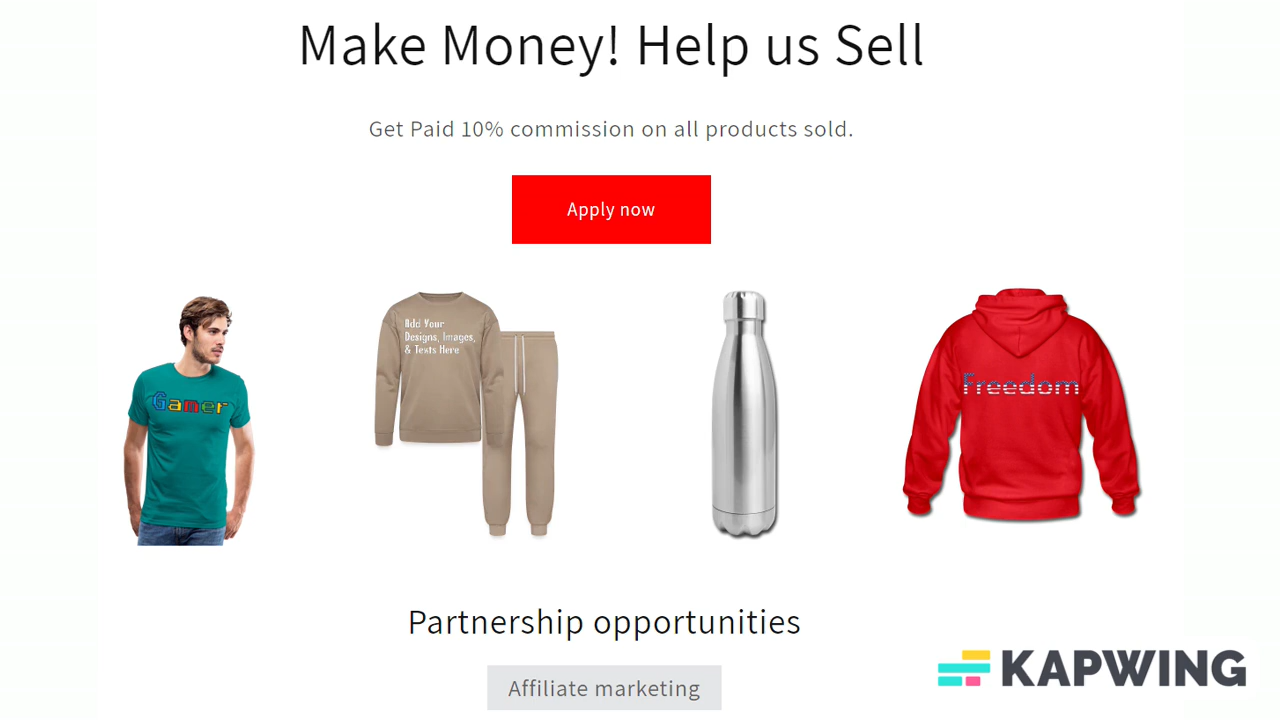 Make Money! Help us Sell
Get Paid 10% commission on all products sold.
Apply now
Gamer
Add Your
Designs, Images,
& Texts Here
Freedom
Partnership opportunities
Affiliate marketing
KAPWING